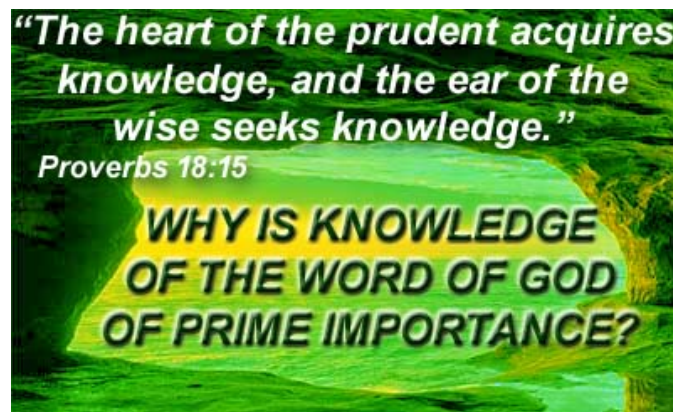 “The heart of the prudent acquires
knowledge, and the ear of the
wise seeks knowledge.”
Proverbs 18:15
WHY IS KNOWLEDGE
OF THE WORD OF GOD
OF PRIME IMPORTANCE?